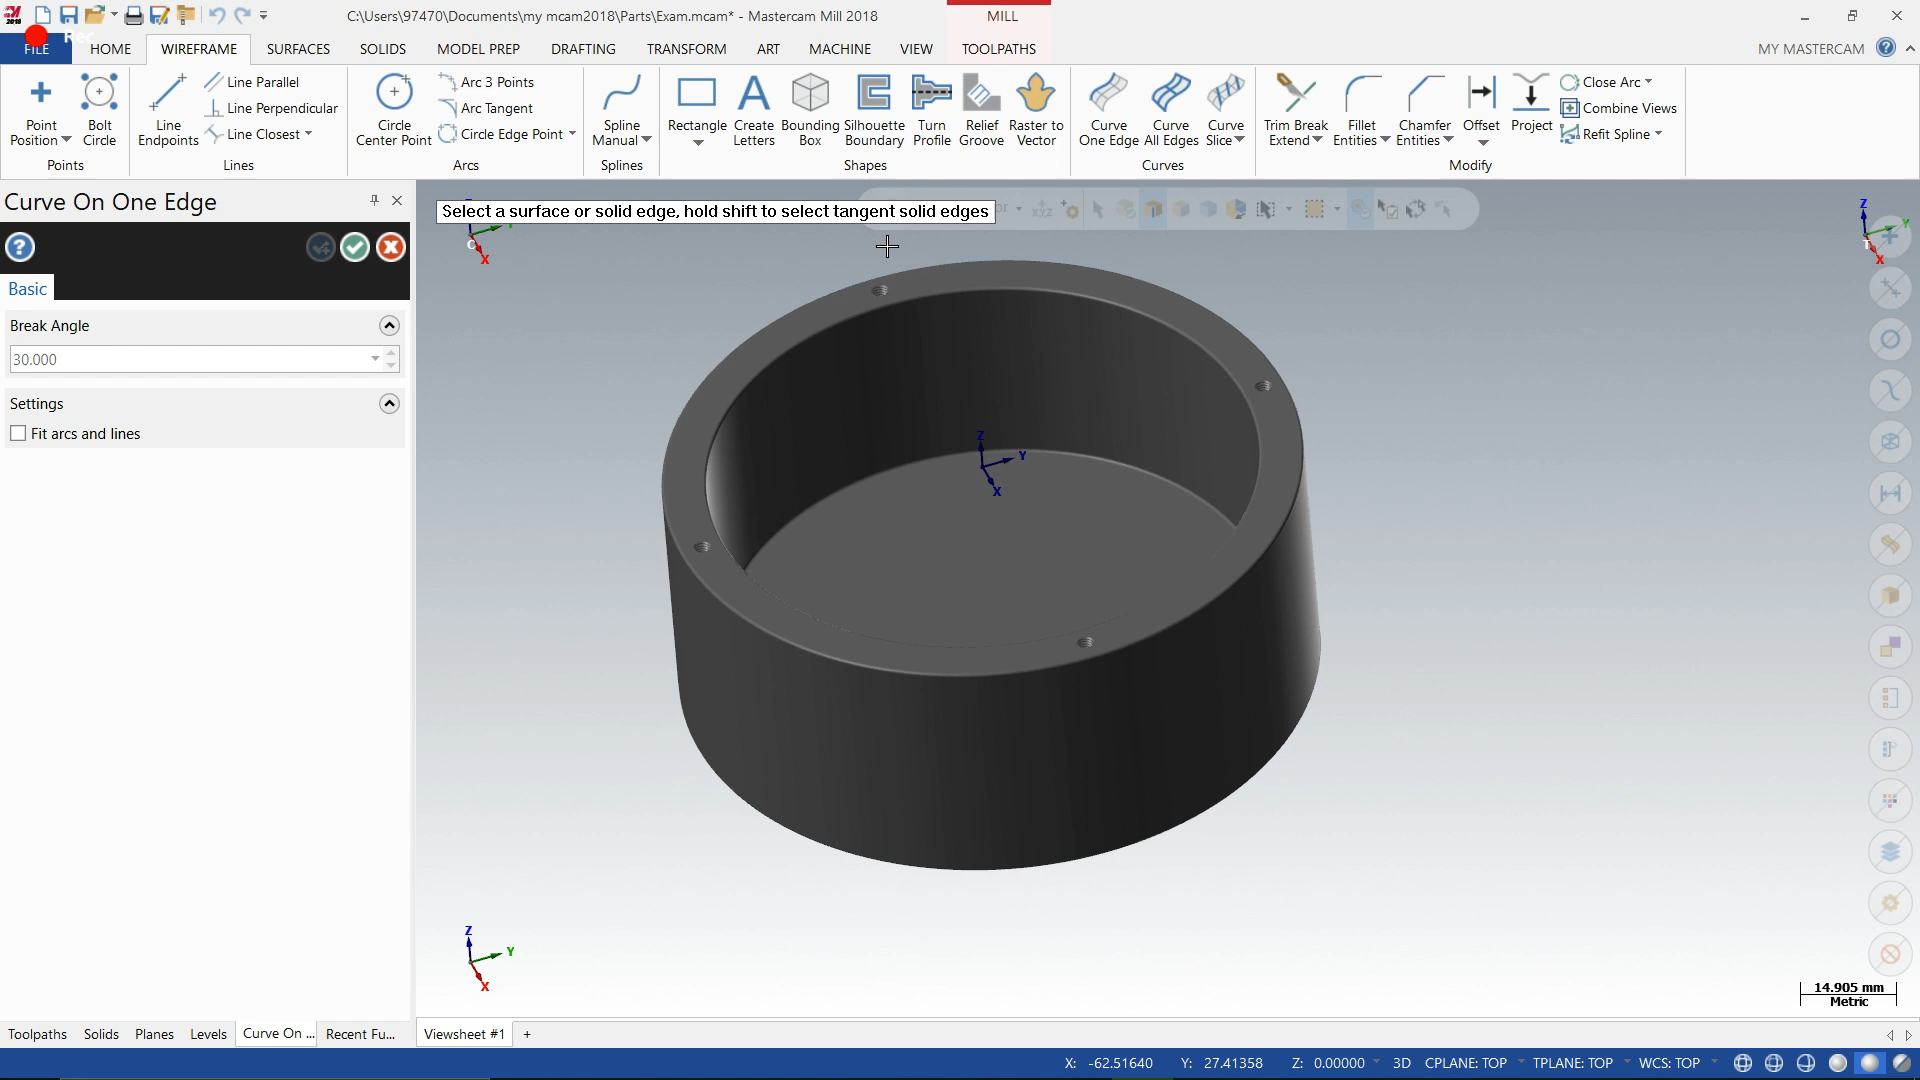 C:\Users\97470\Documents\my mcam2018\Parts\Exam.mcam* - Mastercam Mill 2018
MILL
Rec
FILE
HOME
WIREFRAME
SURFACES
SOLIDS
MODEL PREP
DRAFTING
TRANSFORM
ART
MACHINE
VIEW
TOOLPATHS
MY MASTERCAM
Point
Position
Bolt
Circle
Points
Line
Endpoints
Line Parallel
Line Perpendicular
Line Closest
Lines
Circle
Center Point
Arc 3 Points
Arc Tangent
Circle Edge Point
Arcs
Spline
Manual
Splines
Rectangle
Create
Letters
Bounding
Box
Silhouette
Boundary
Turn
Profile
Relief
Groove
Raster to
Vector
Shapes
Curve
One Edge
Curve
All Edges
Curve
Slice
Curves
Trim Break
Extend
Fillet
Entities
Chamfer
Entities
Offset
Project
Close Arc
Combine Views
Refit Spline
Modify
Curve On One Edge
Select a surface or solid edge, hold shift to select tangent solid edges
Basic
Break Angle
30.000
Settings
Fit arcs and lines
C
X
Z
Y
T
X
Z
Y
X
Z
Y
X
14.905 mm
Metric
Toolpaths
Solids
Planes
Levels
Curve On ...
Recent Fu...
Viewsheet #1
+
X: -62.51640
Y: 27.41358
Z: 0.00000
3D
CPLANE: TOP
TPLANE: TOP
WCS: TOP